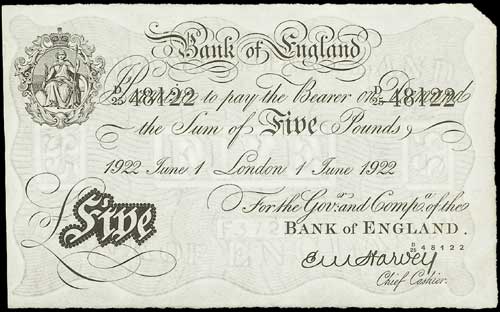 Bank of England
I Promise to pay the Bearer on Demand
D/25 48122 D/25 48122
the Sum of Five Pounds
1922 June 1 London 1 June 1922
For the Govr. and Compa. of the
BANK OF ENGLAND.
D/25 48122
Five
E M Harvey
Chief Cashier.